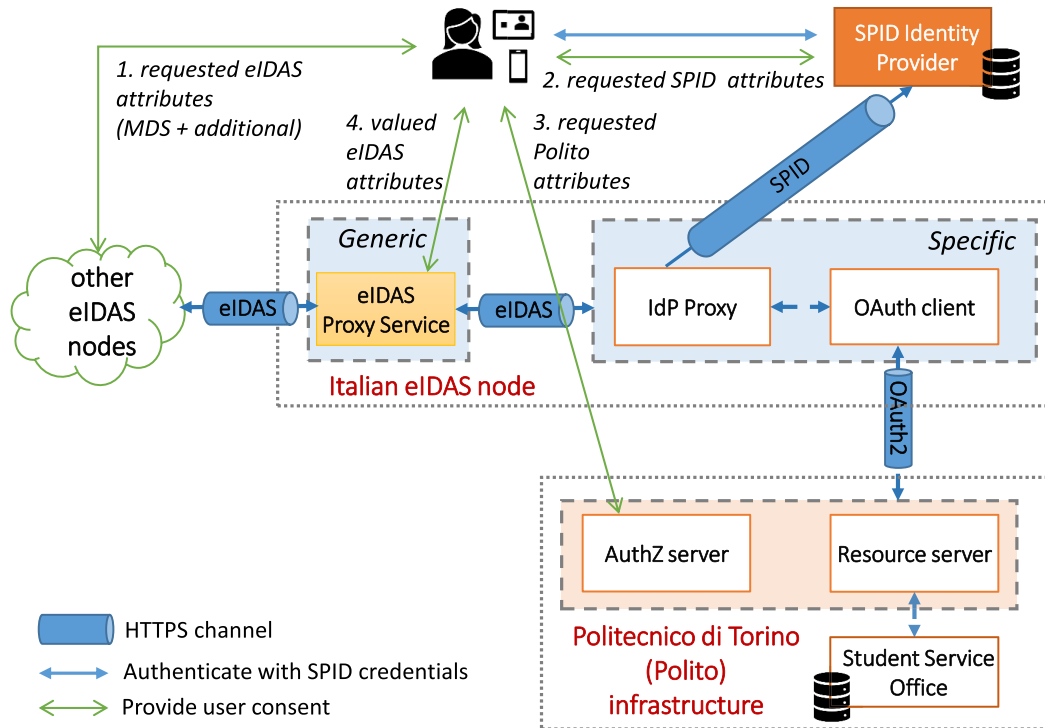 SPID Identity
Provider
1. requested eIDAS
attributes
(MDS + additional)
2. requested SPID attributes
4. valued
eIDAS
attributes
3. requested
Polito
attributes
SPID
Generic
Specific
other
eIDAS
nodes
eIDAS
eIDAS
Proxy Service
eIDAS
IdP Proxy
OAuth client
Italian eIDAS node
OAuth2
AuthZ server
Resource server
Politecnico di Torino
(Polito)
infrastructure
Student Service
Office
HTTPS channel
Authenticate with SPID credentials
Provide user consent